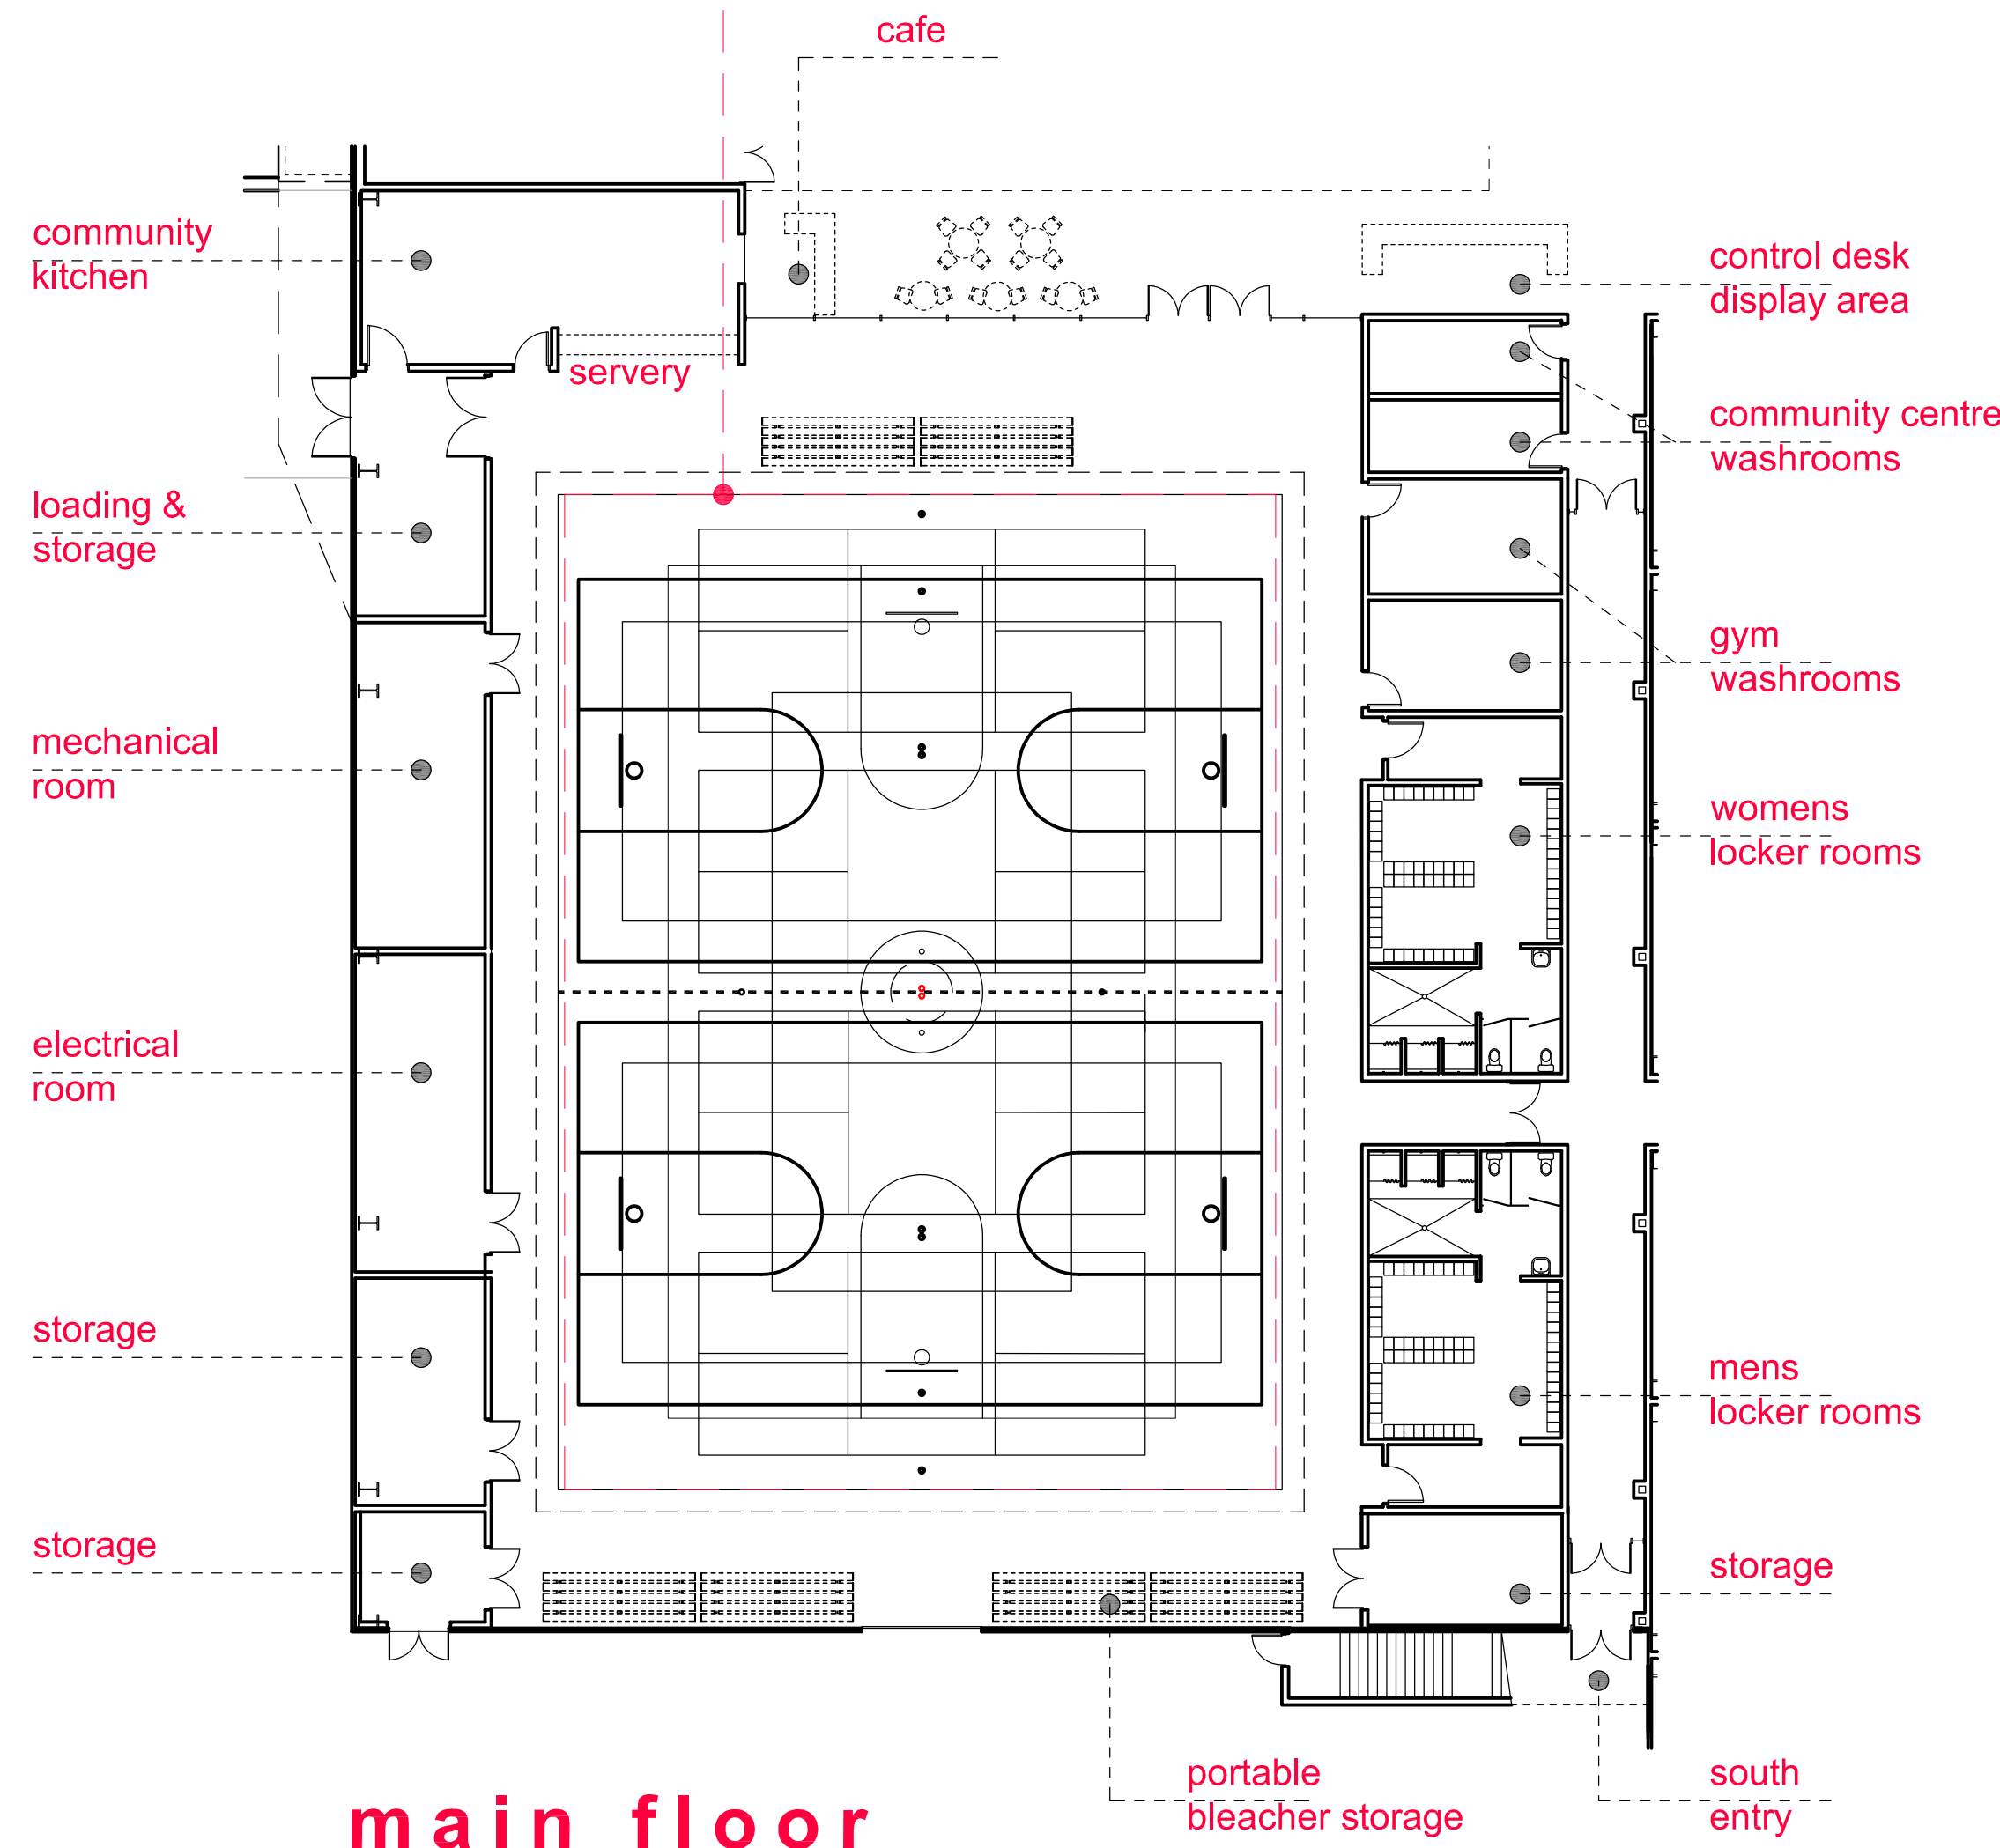 cafe
community
kitchen
servery
control desk
display area
community centre
washrooms
loading &
storage
gym
washrooms
mechanical
room
womens
locker rooms
electrical
room
storage
mens
locker rooms
storage
storage
portable
bleacher storage
south
entry
main floor